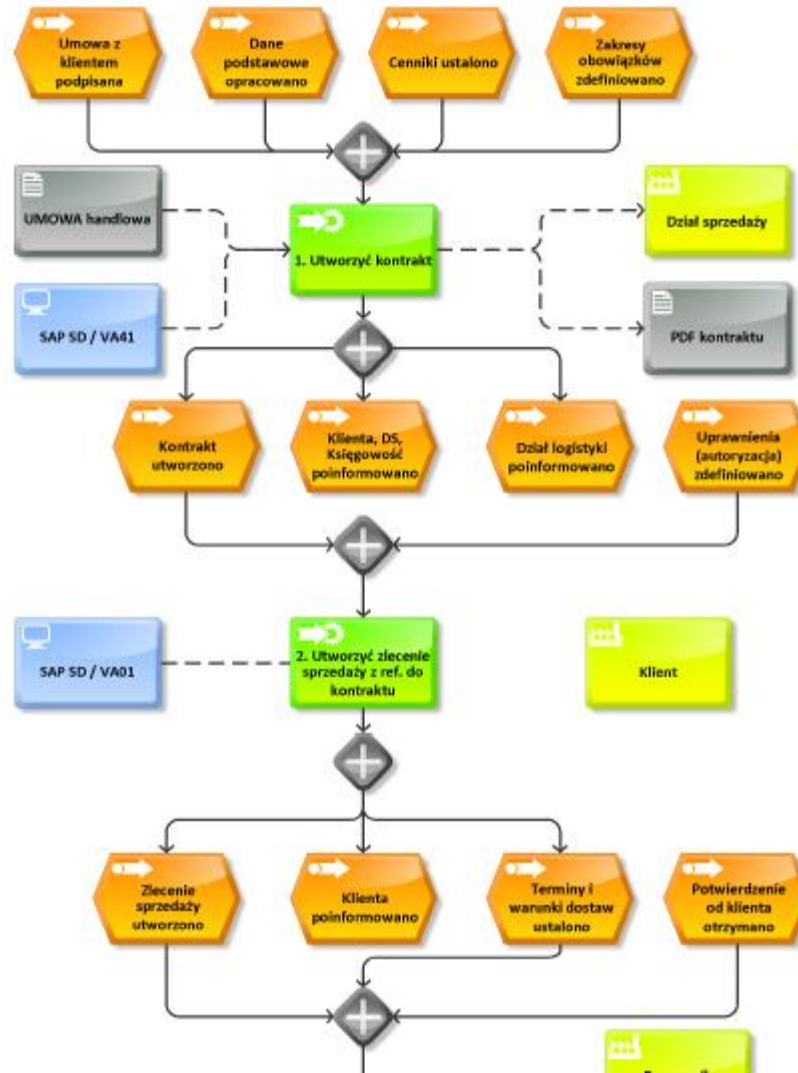 Umowa z
klientem
podpisana
Dane
podstawowe
opracowano
Cenniki ustalono
Zakresy
obowiązków
zdefiniowano
UMOWA handlowa
1. Utworzyć kontrakt
Dział sprzedaży
SAP SD / VA41
PDF kontraktu
Kontrakt
utworzono
Klienta, DS,
Księgowość
poinformowano
Dział logistyki
poinformowano
Uprawnienia
(autoryzacja)
zdefiniowano
SAP SD / VA01
2. Utworzyć zlecenie
sprzedaży z ref. do
kontraktu
Klient
Zlecenie
sprzedaży
utworzono
Klienta
poinformowano
Terminy i
warunki dostaw
ustalono
Potwierdzenie
od klienta
otrzymano